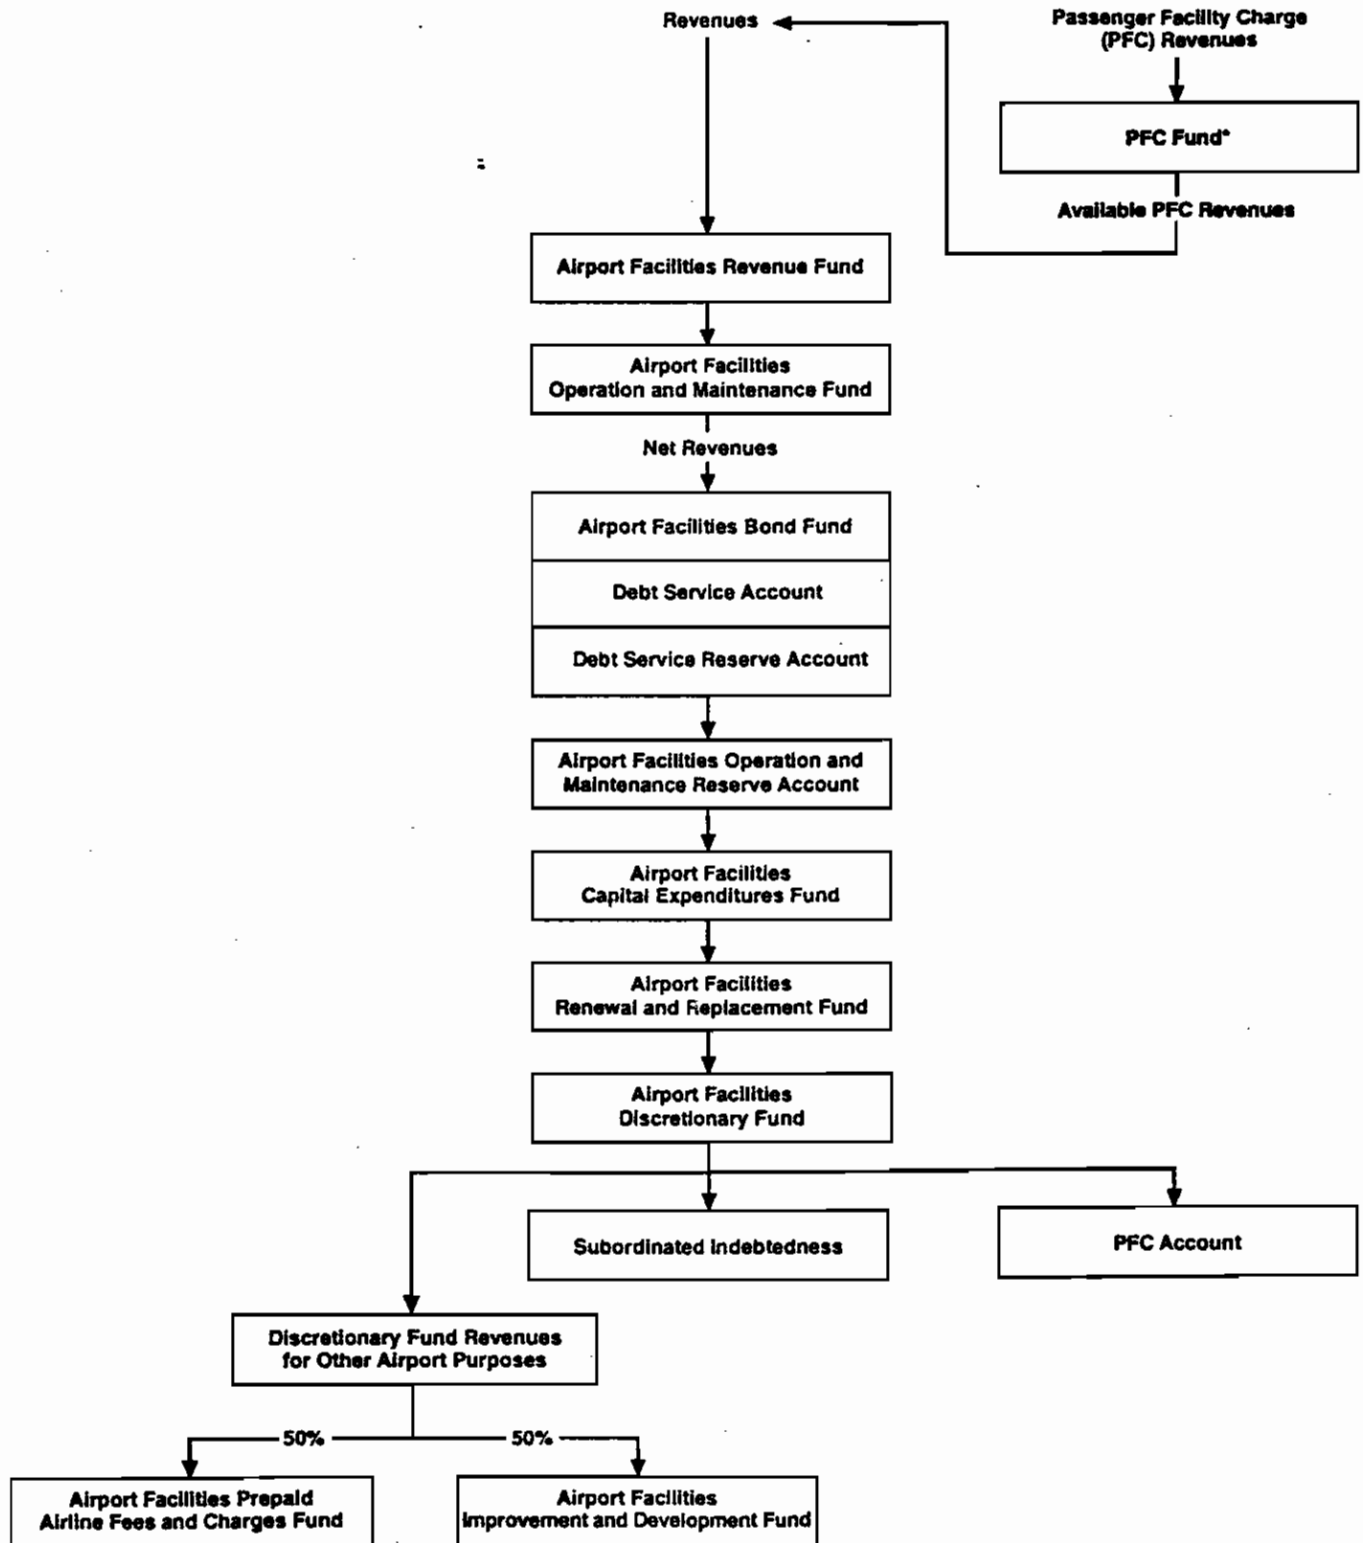 Revenues
Passenger Facility Charge
(PFC) Revenues
PFC Fund*
Available PFC Revenues
Airport Facilities Revenue Fund
Airport Facilities
Operation and Maintenance Fund
Net Revenues
Airport Facilities Bond Fund
Debt Service Account
Debt Service Reserve Account
Airport Facilities Operation and
Maintenance Reserve Account
Airport Facilities
Capital Expenditures Fund
Airport Facilities
Renewal and Replacement Fund
Airport Facilities
Discretionary Fund
Subordinated Indebtedness
PFC Account
Discretionary Fund Revenues
for Other Airport Purposes
50%
50%
Airport Facilities Prepaid
Airline Fees and Charges Fund
Airport Facilities
Improvement and Development Fund